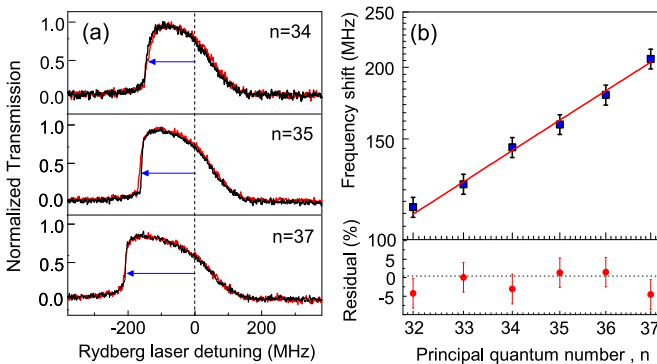 (a)
n=34
n=35
n=37
1.0
0.5
0.0
1.0
0.5
0.0
1.0
0.5
0.0
Normalized Transmission
-200
0
200
Rydberg laser detuning (MHz)
(b)
200
150
100
Frequency shift (MHz)
5
0
-5
Residual (%)
32
33
34
35
36
37
Principal quantum number , n